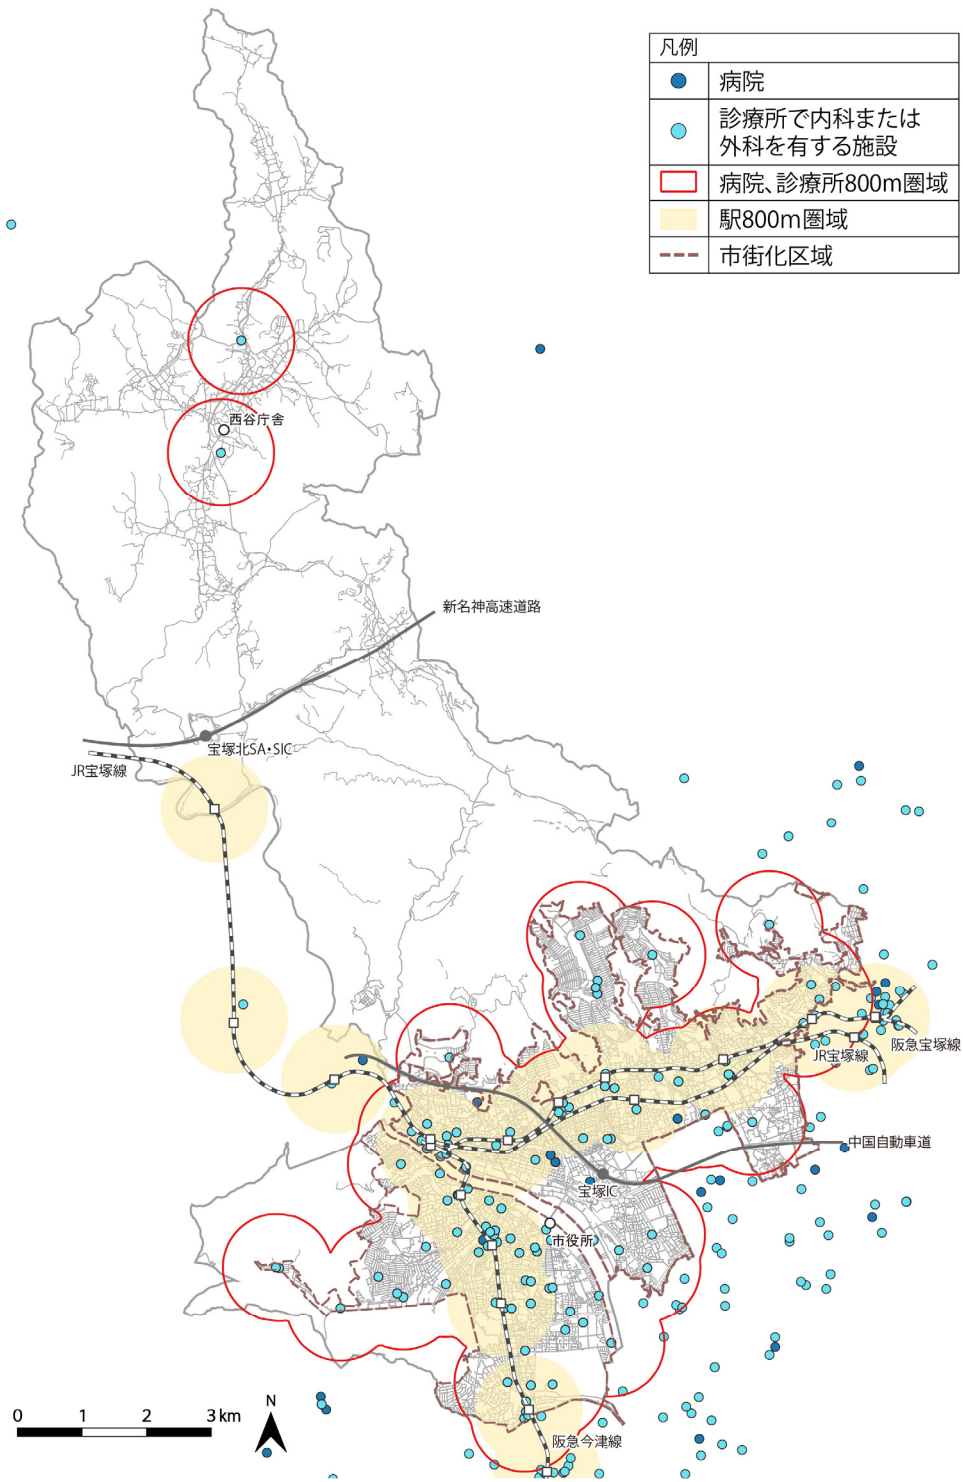 凡例
病院
診療所で内科または
外科を有する施設
病院、診療所800m圏域
駅800m圏域
市街化区域
西谷庁舎
新名神高速道路
宝塚北SA・SIC
JR宝塚線
阪急宝塚線
JR宝塚線
中国自動車道
宝塚IC
市役所
阪急今津線
0 1 2 3km
N